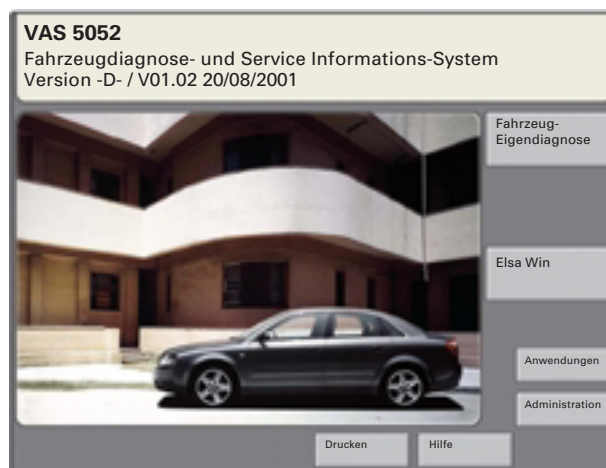 VAS 5052
Fahrzeugdiagnose- und Service Informations-System
Version -D- / V01.02 20/08/2001
Fahrzeug-
Eigendiagnose
Elsa Win
Anwendungen
Administration
Drucken
Hilfe